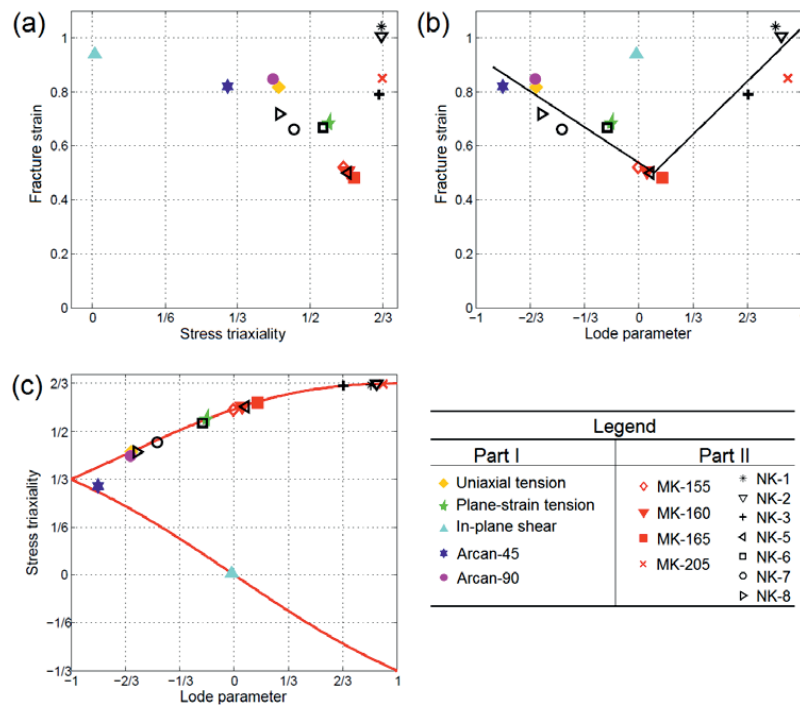 (a)
1
0.8
0.6
0.4
0.2
0
Fracture strain
0 1/6 1/3 1/2 2/3
Stress triaxiality
(b)
1
0.8
0.6
0.4
0.2
0
Fracture strain
−1 −2/3 −1/3 0 1/3 2/3 1
Lode parameter
(c)
2/3
1/2
1/3
1/6
0
−1/6
−1/3
Stress triaxiality
−1 −2/3 −1/3 0 1/3 2/3 1
Lode parameter
Legend
Part I
Uniaxial tension
Plane-strain tension
In-plane shear
Arcan-45
Arcan-90
Part II
MK-155
MK-160
MK-165
MK-205
NK-1
NK-2
NK-3
NK-5
NK-6
NK-7
NK-8